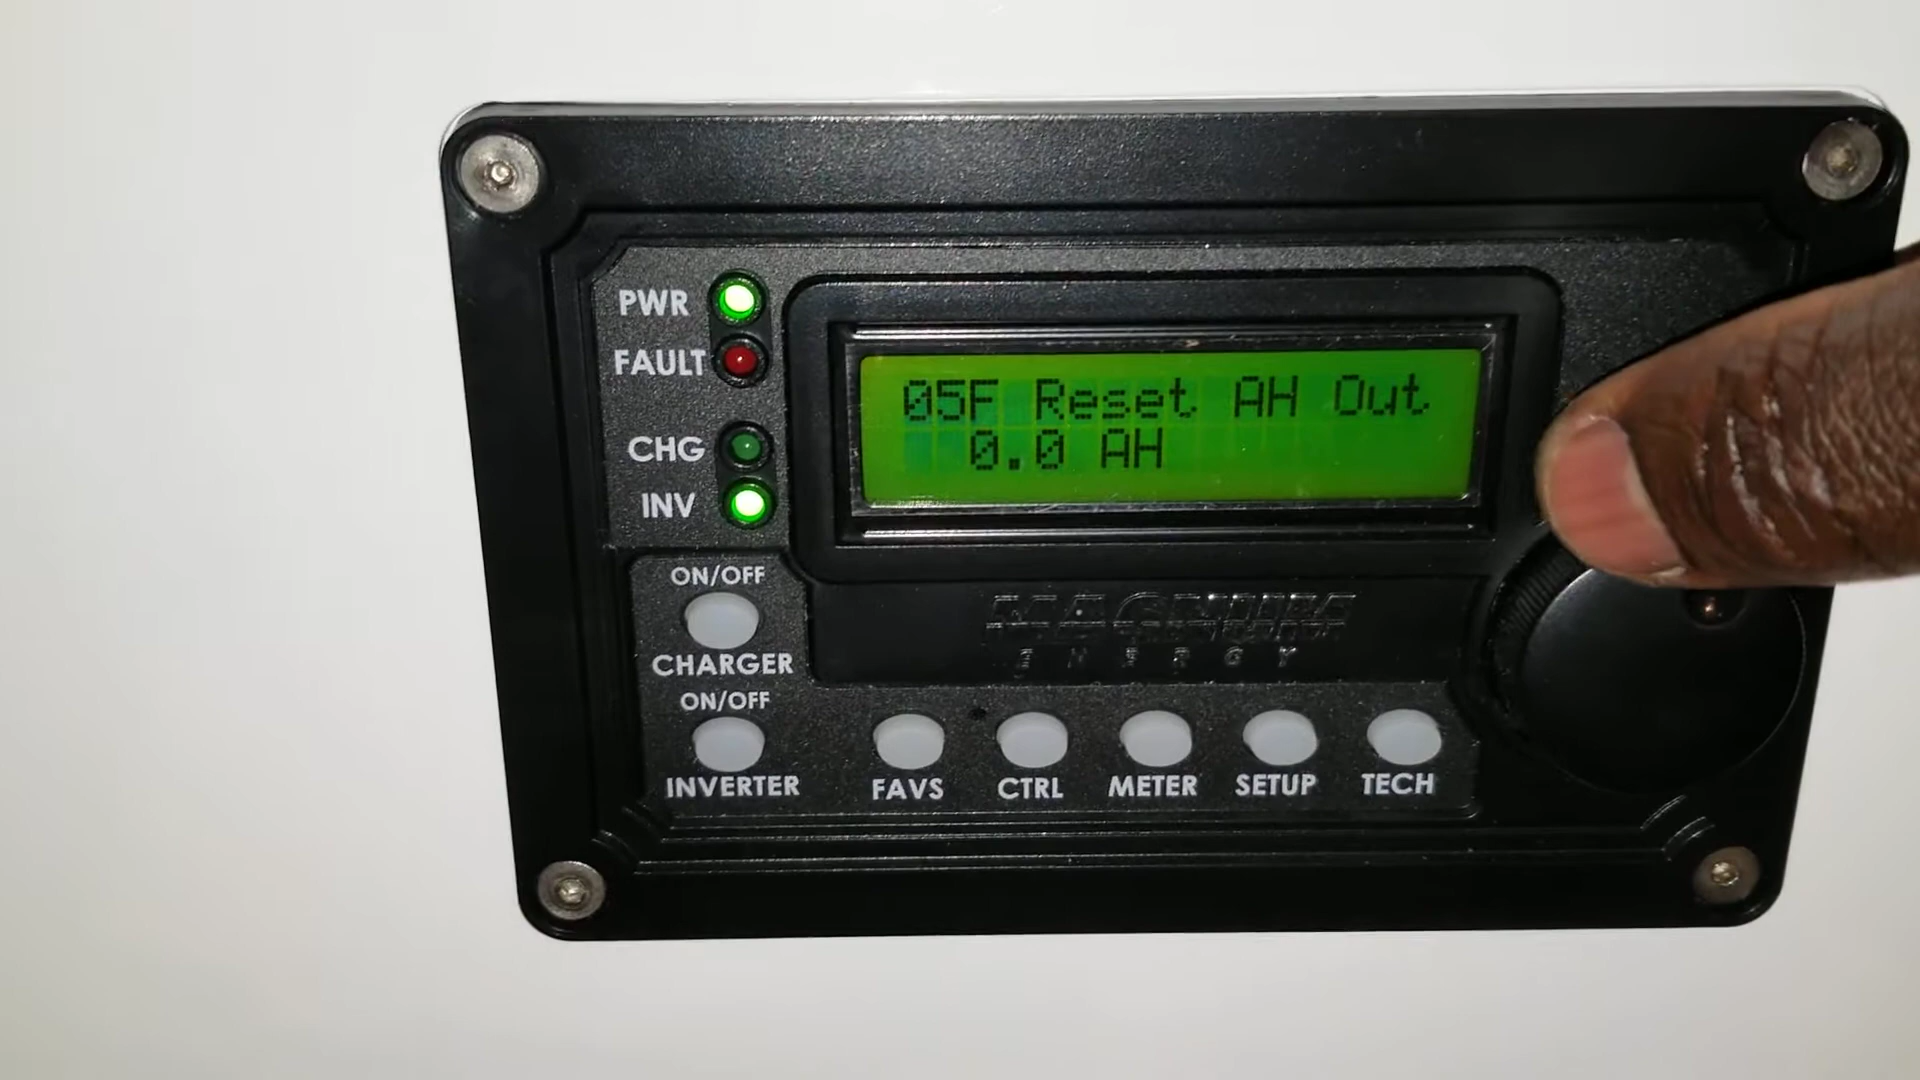 PWR
FAULT
CHG
INV
05F Reset AH Out
0.0 AH
ON/OFF
CHARGER
ON/OFF
INVERTER
MAGNUM
ENERGY
FAVS
CTRL
METER
SETUP
TECH